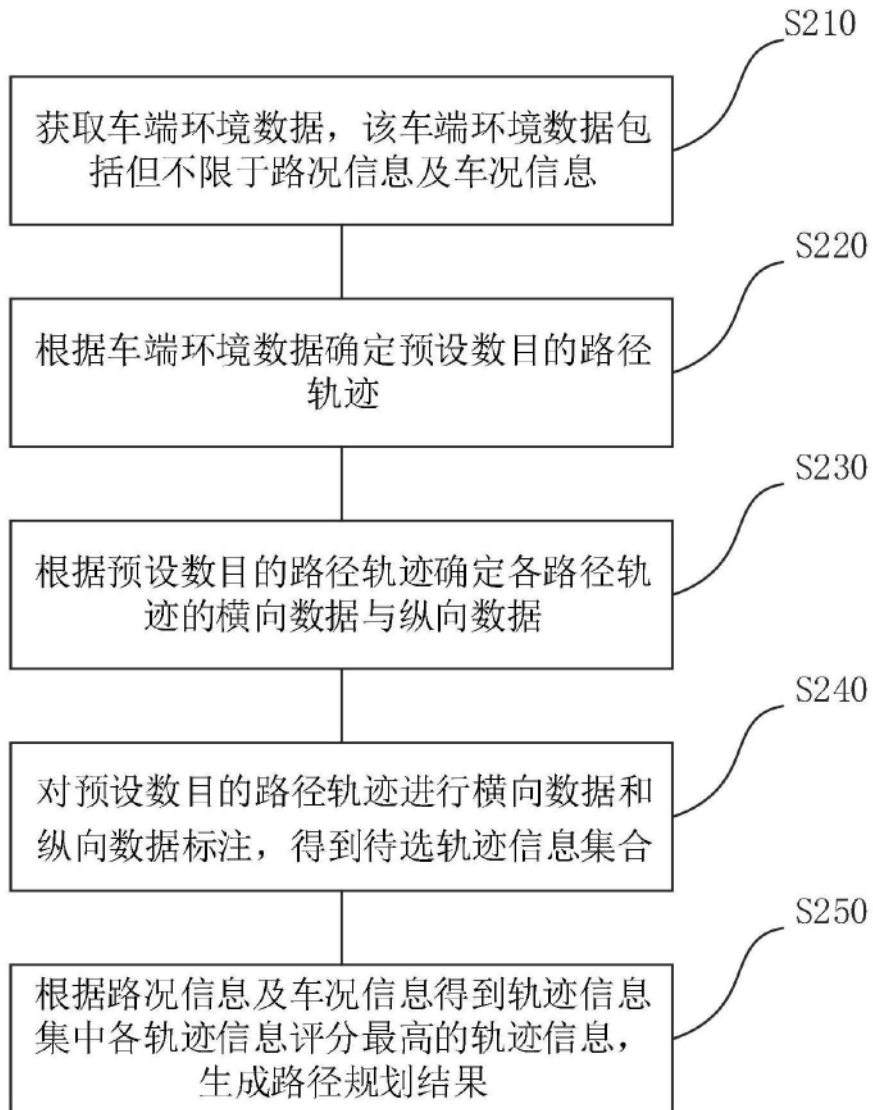 S210
获取车端环境数据，该车端环境数据包
括但不限于路况信息及车况信息
S220
根据车端环境数据确定预设数目的路径
轨迹
S230
根据预设数目的路径轨迹确定各路径轨
迹的横向数据与纵向数据
S240
对预设数目的路径轨迹进行横向数据和
纵向数据标注，得到待选轨迹信息集合
S250
根据路况信息及车况信息得到轨迹信息
集中各轨迹信息评分最高的轨迹信息，
生成路径规划结果